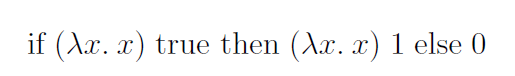 if (λx. x) true then (λx. x) 1 else 0